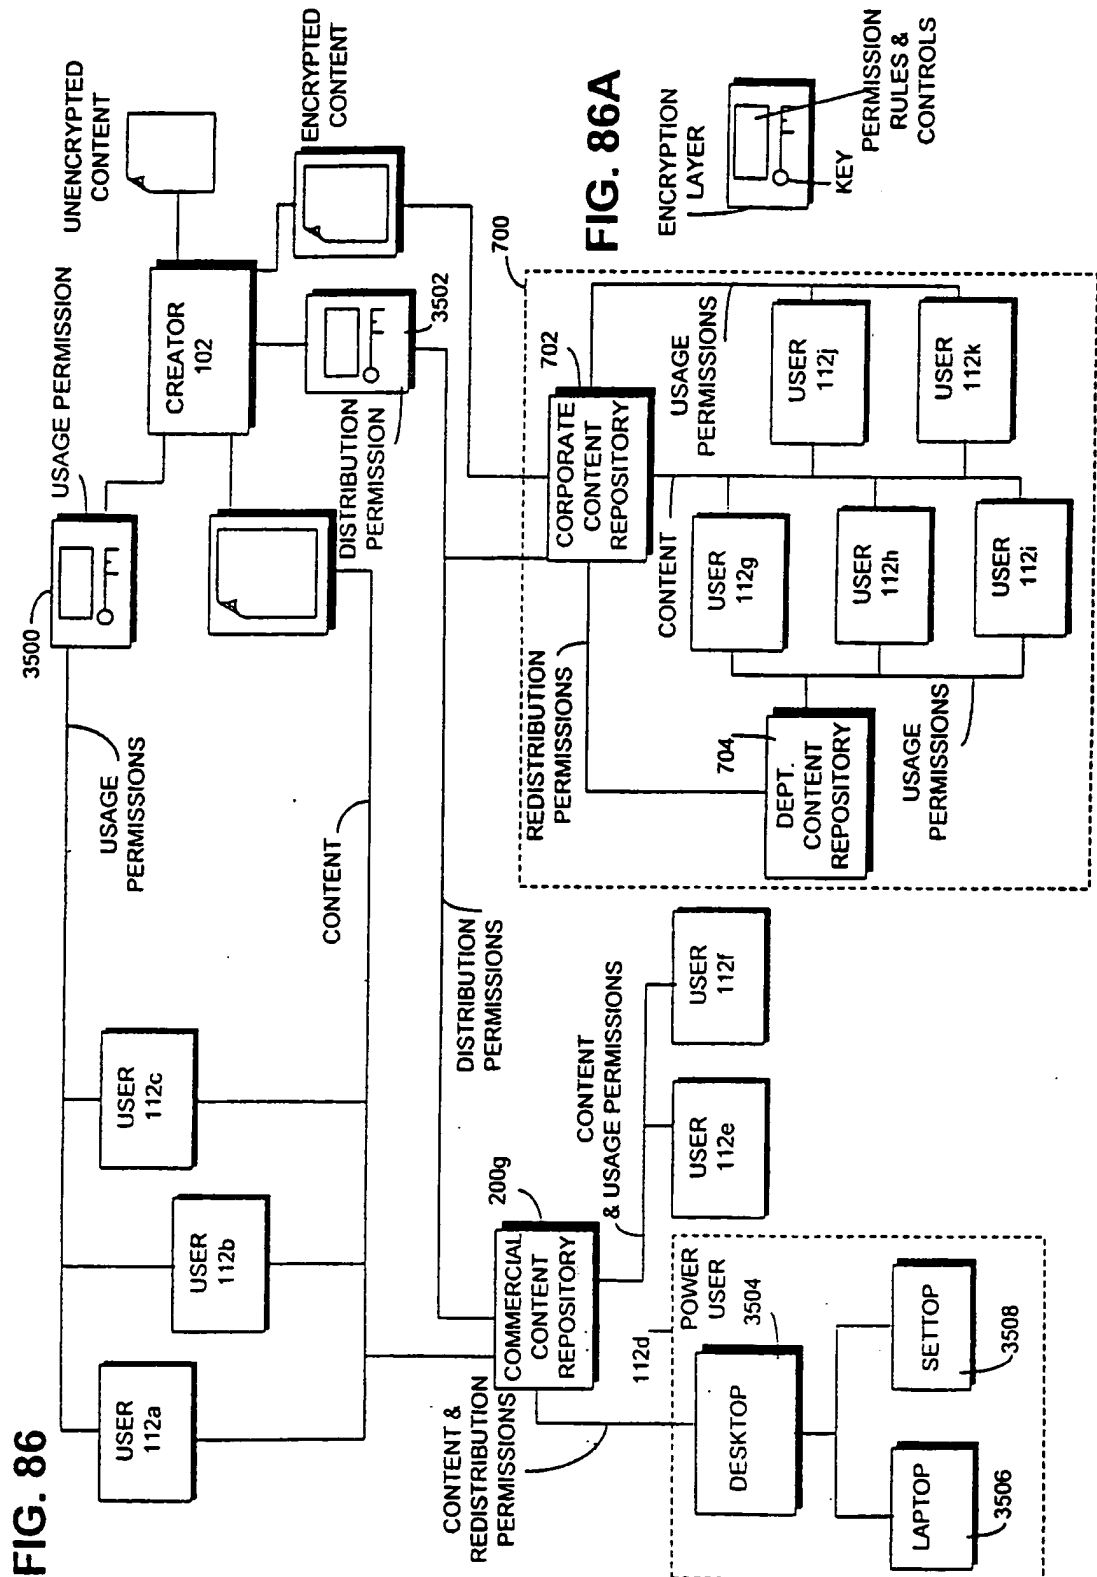 FIG. 86
USER
112a
USER
112b
USER
112c
USAGE
PERMISSIONS
3500
USAGE PERMISSION
CREATOR
102
UNENCRYPTED
CONTENT
CONTENT
DISTRIBUTION
PERMISSION
3502
ENCRYPTED
CONTENT
DISTRIBUTION
PERMISSIONS
COMMERCIAL
CONTENT
REPOSITORY
200g
CONTENT &
REDISTRIBUTION
PERMISSIONS
CONTENT
& USAGE PERMISSIONS
USER
112e
USER
112f
112d
POWER
USER
DESKTOP
3504
LAPTOP
3506
SETTOP
3508
700
CORPORATE
CONTENT
REPOSITORY
702
REDISTRIBUTION
PERMISSIONS
CONTENT
USAGE
PERMISSIONS
704
DEPT.
CONTENT
REPOSITORY
USER
112g
USER
112h
USER
112i
USER
112j
USER
112k
USAGE
PERMISSIONS
FIG. 86A
ENCRYPTION
LAYER
KEY
PERMISSION
RULES &
CONTROLS